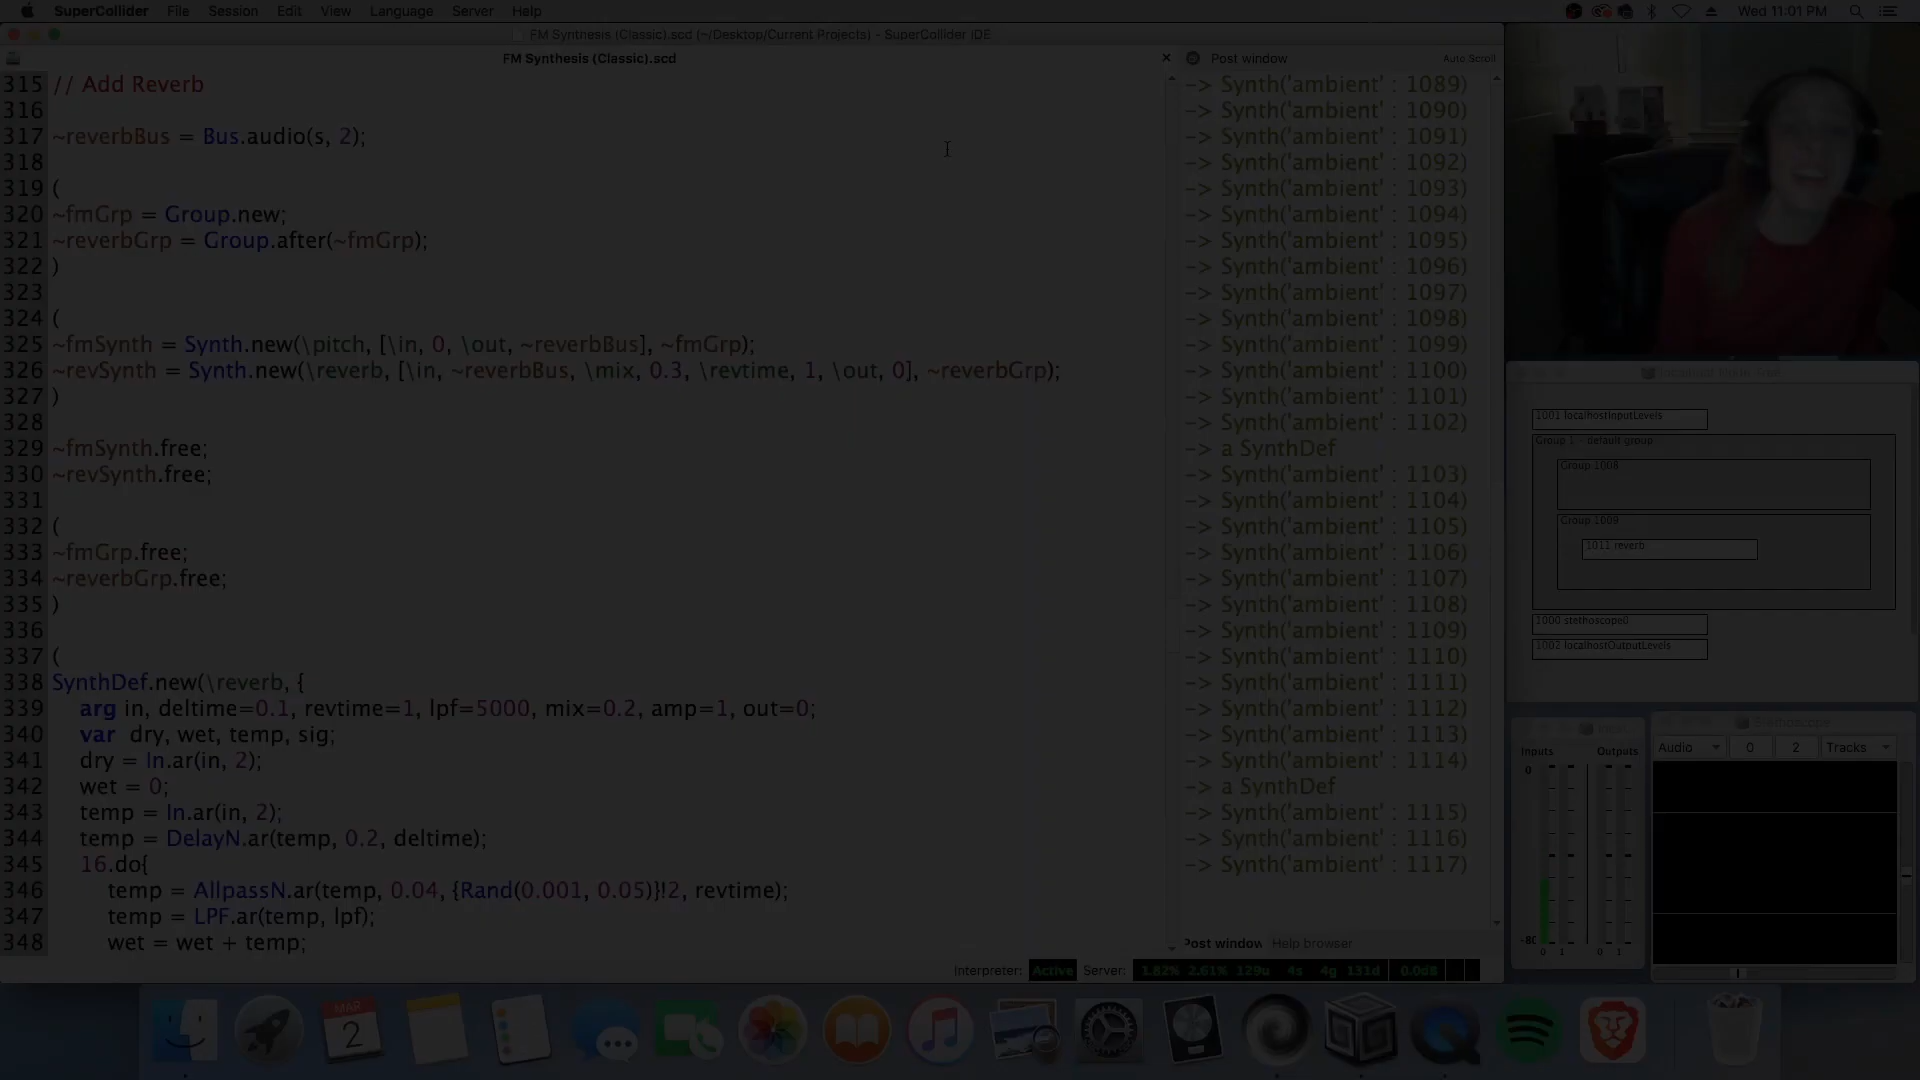 SuperCollider File Session Edit View Language Server Help
Wed 11:01 PM
FM Synthesis (Classic).scd (~/Desktop/Current Projects) - SuperCollider IDE
FM Synthesis (Classic).scd
315 // Add Reverb
316
317 ~reverbBus = Bus.audio(s, 2);
318
319 (
320 ~fmGrp = Group.new;
321 ~reverbGrp = Group.after(~fmGrp);
322 )
323
324 (
325 ~fmSynth = Synth.new(\pitch, [\in, 0, \out, ~reverbBus], ~fmGrp);
326 ~revSynth = Synth.new(\reverb, [\in, ~reverbBus, \mix, 0.3, \revtime, 1, \out, 0], ~reverbGrp);
327 )
328
329 ~fmSynth.free;
330 ~revSynth.free;
331
332 (
333 ~fmGrp.free;
334 ~reverbGrp.free;
335 )
336
337 (
338 SynthDef.new(\reverb, {
339 arg in, deltime=0.1, revtime=1, lpf=5000, mix=0.2, amp=1, out=0;
340 var dry, wet, temp, sig;
341 dry = In.ar(in, 2);
342 wet = 0;
343 temp = In.ar(in, 2);
344 temp = DelayN.ar(temp, 0.2, deltime);
345 16.do{
346 temp = AllpassN.ar(temp, 0.04, {Rand(0.001, 0.05)}!2, revtime);
347 temp = LPF.ar(temp, lpf);
348 wet = wet + temp;
Post window
Auto Scroll
-> Synth('ambient' : 1089)
-> Synth('ambient' : 1090)
-> Synth('ambient' : 1091)
-> Synth('ambient' : 1092)
-> Synth('ambient' : 1093)
-> Synth('ambient' : 1094)
-> Synth('ambient' : 1095)
-> Synth('ambient' : 1096)
-> Synth('ambient' : 1097)
-> Synth('ambient' : 1098)
-> Synth('ambient' : 1099)
-> Synth('ambient' : 1100)
-> Synth('ambient' : 1101)
-> Synth('ambient' : 1102)
-> a SynthDef
-> Synth('ambient' : 1103)
-> Synth('ambient' : 1104)
-> Synth('ambient' : 1105)
-> Synth('ambient' : 1106)
-> Synth('ambient' : 1107)
-> Synth('ambient' : 1108)
-> Synth('ambient' : 1109)
-> Synth('ambient' : 1110)
-> Synth('ambient' : 1111)
-> Synth('ambient' : 1112)
-> Synth('ambient' : 1113)
-> Synth('ambient' : 1114)
-> a SynthDef
-> Synth('ambient' : 1115)
-> Synth('ambient' : 1116)
-> Synth('ambient' : 1117)
Post window Help browser
Interpreter: Active Server: 1.82% 2.61% 129u 4s 4g 131d 0.0dB
1001 localhostInputLevels
Group 1 - default group
Group 1008
Group 1009
1011 reverb
1000 stethoscope0
1002 localhostOutputLevels
Inputs Outputs
0
-80
0 1 0 1
Stethoscope
Audio 0 2 Tracks
MAR
2